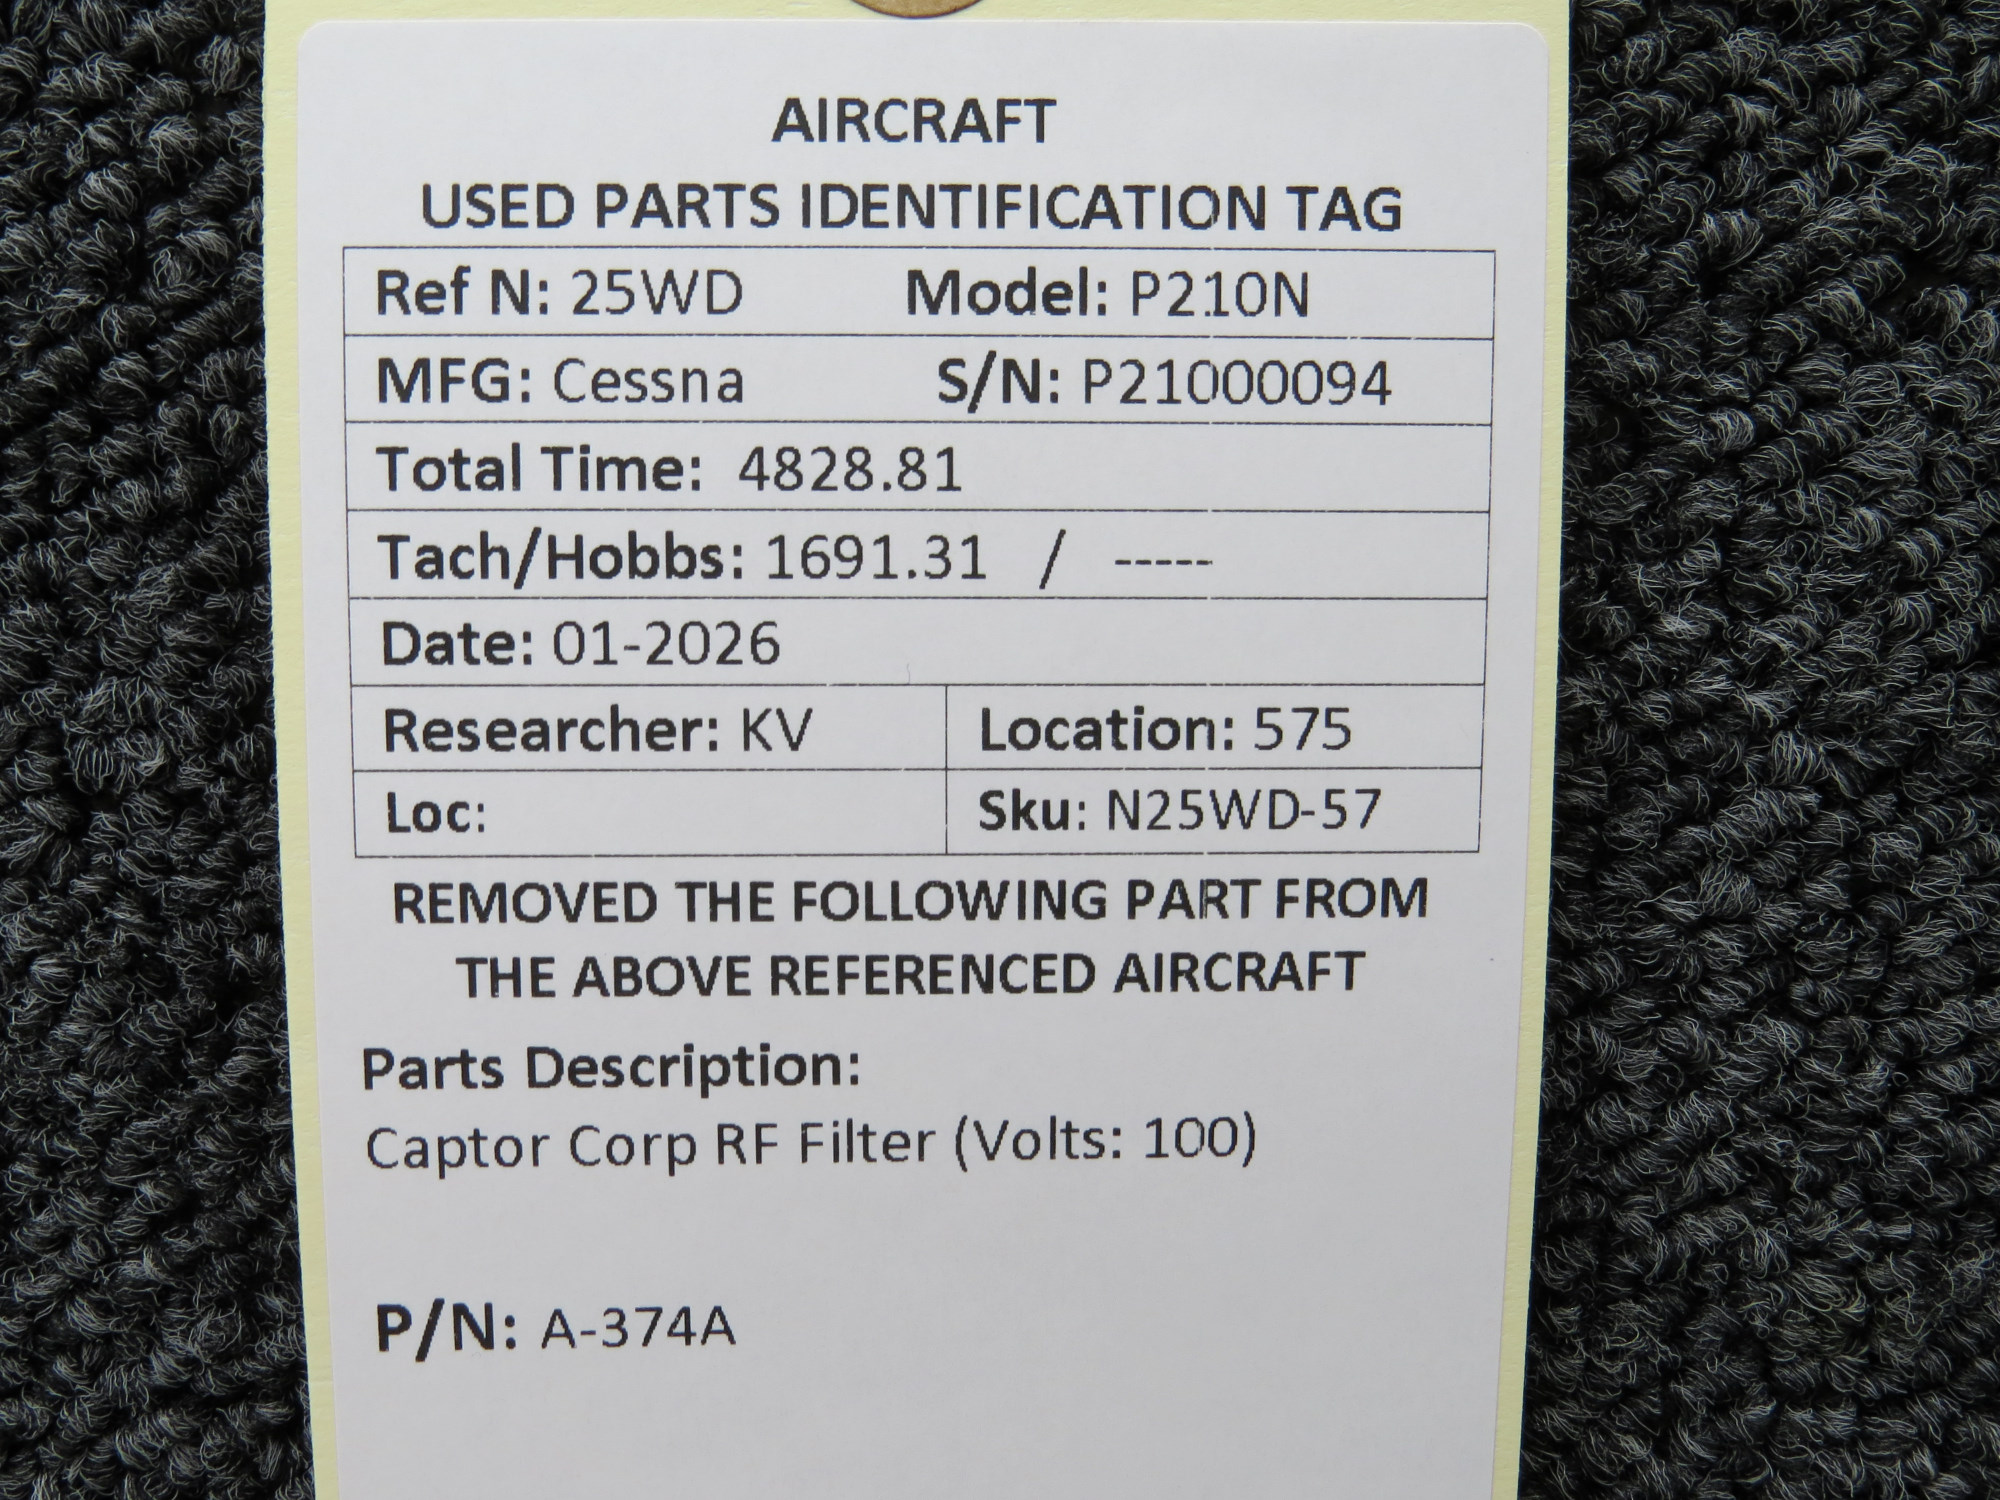 AIRCRAFT
USED PARTS IDENTIFICATION TAG
Ref N: 25WD Model: P210N
MFG: Cessna S/N: P21000094
Total Time: 4828.81
Tach/Hobbs: 1691.31 / -----
Date: 01-2026
Researcher: KV Location: 575
Loc: Sku: N25WD-57
REMOVED THE FOLLOWING PART FROM
THE ABOVE REFERENCED AIRCRAFT
Parts Description:
Captor Corp RF Filter (Volts: 100)
P/N: A-374A